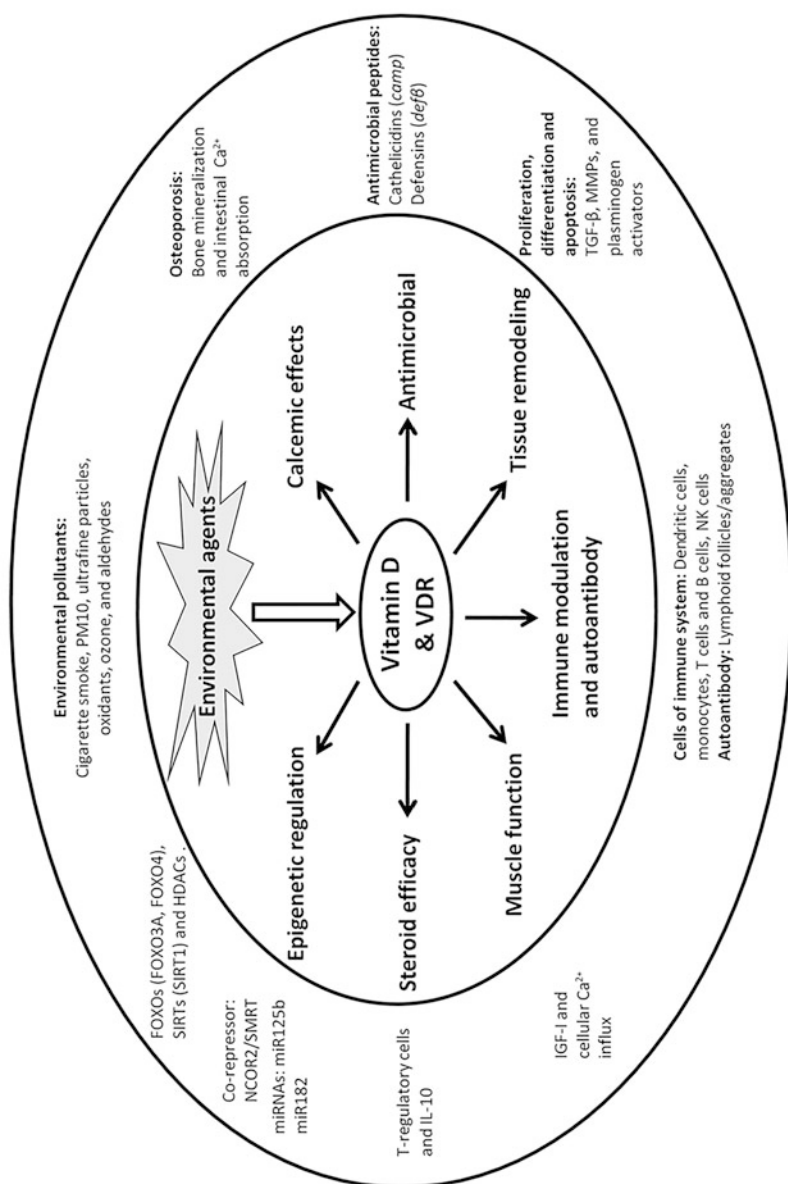 Environmental pollutants:
Cigarette smoke, PM10, ultrafine particles,
oxidants, ozone, and aldehydes
Environmental agents
FOXOs (FOXO3A, FOXO4),
SIRTs (SIRT1) and HDACs .
Co-repressor:
NCOR2/SMRT
miRNAs: miR125b
miR182
Epigenetic regulation
Osteoporosis:
Bone mineralization
and intestinal Ca²⁺
absorption
Calcemic effects
Vitamin D
& VDR
T-regulatory cells
and IL-10
Steroid efficacy
Antimicrobial
Antimicrobial peptides:
Cathelicidins (camp)
Defensins (defβ)
IGF-I and
cellular Ca²⁺
influx
Muscle function
Immune modulation
and autoantibody
Tissue remodeling
Proliferation,
differentiation and
apoptosis:
TGF-β, MMPs, and
plasminogen
activators
Cells of immune system: Dendritic cells,
monocytes, T cells and B cells, NK cells
Autoantibody: Lymphoid follicles/aggregates